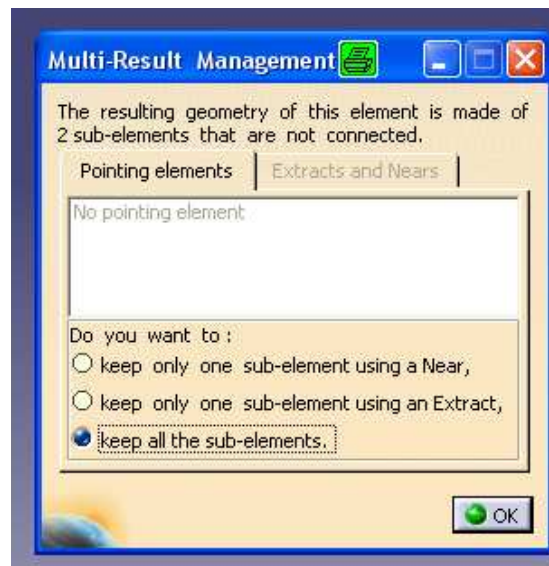 Multi-Result Management
The resulting geometry of this element is made of
2 sub-elements that are not connected.
Pointing elements
Extracts and Nears
No pointing element
Do you want to :
keep only one sub-element using a Near,
keep only one sub-element using an Extract,
keep all the sub-elements.
OK